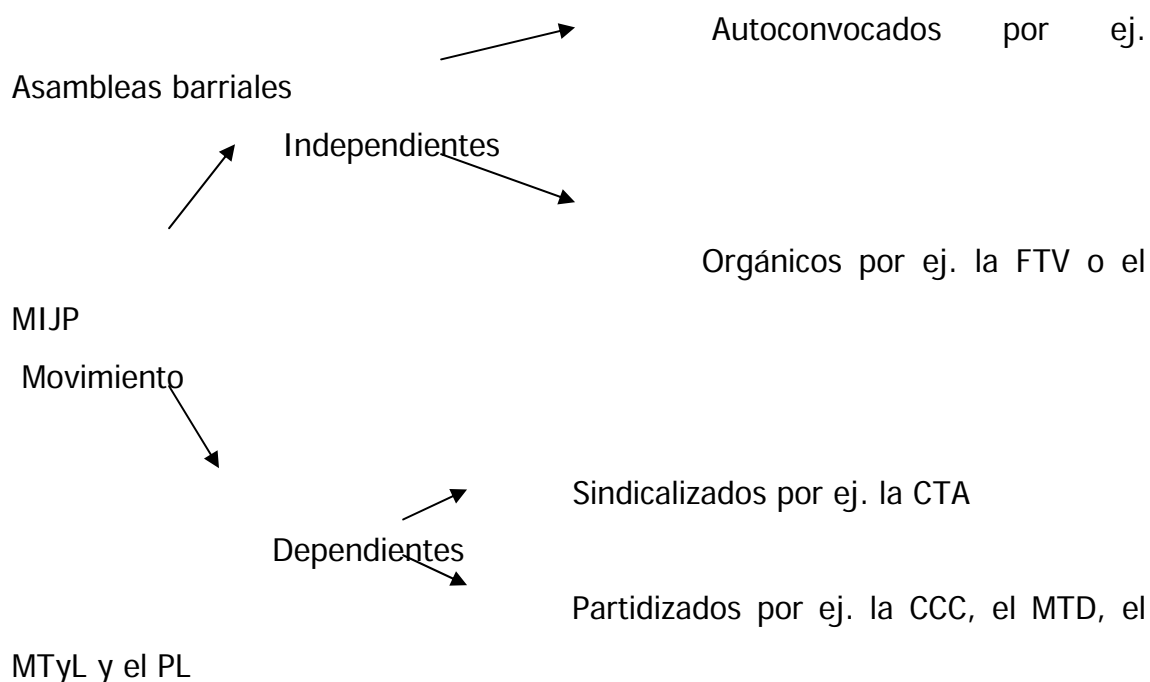 Autoconvocados por ej.
Asambleas barriales
Independientes
Orgánicos por ej. la FTV o el
MIJP
Movimiento
Sindicalizados por ej. la CTA
Dependientes
Partidizados por ej. la CCC, el MTD, el
MTyL y el PL